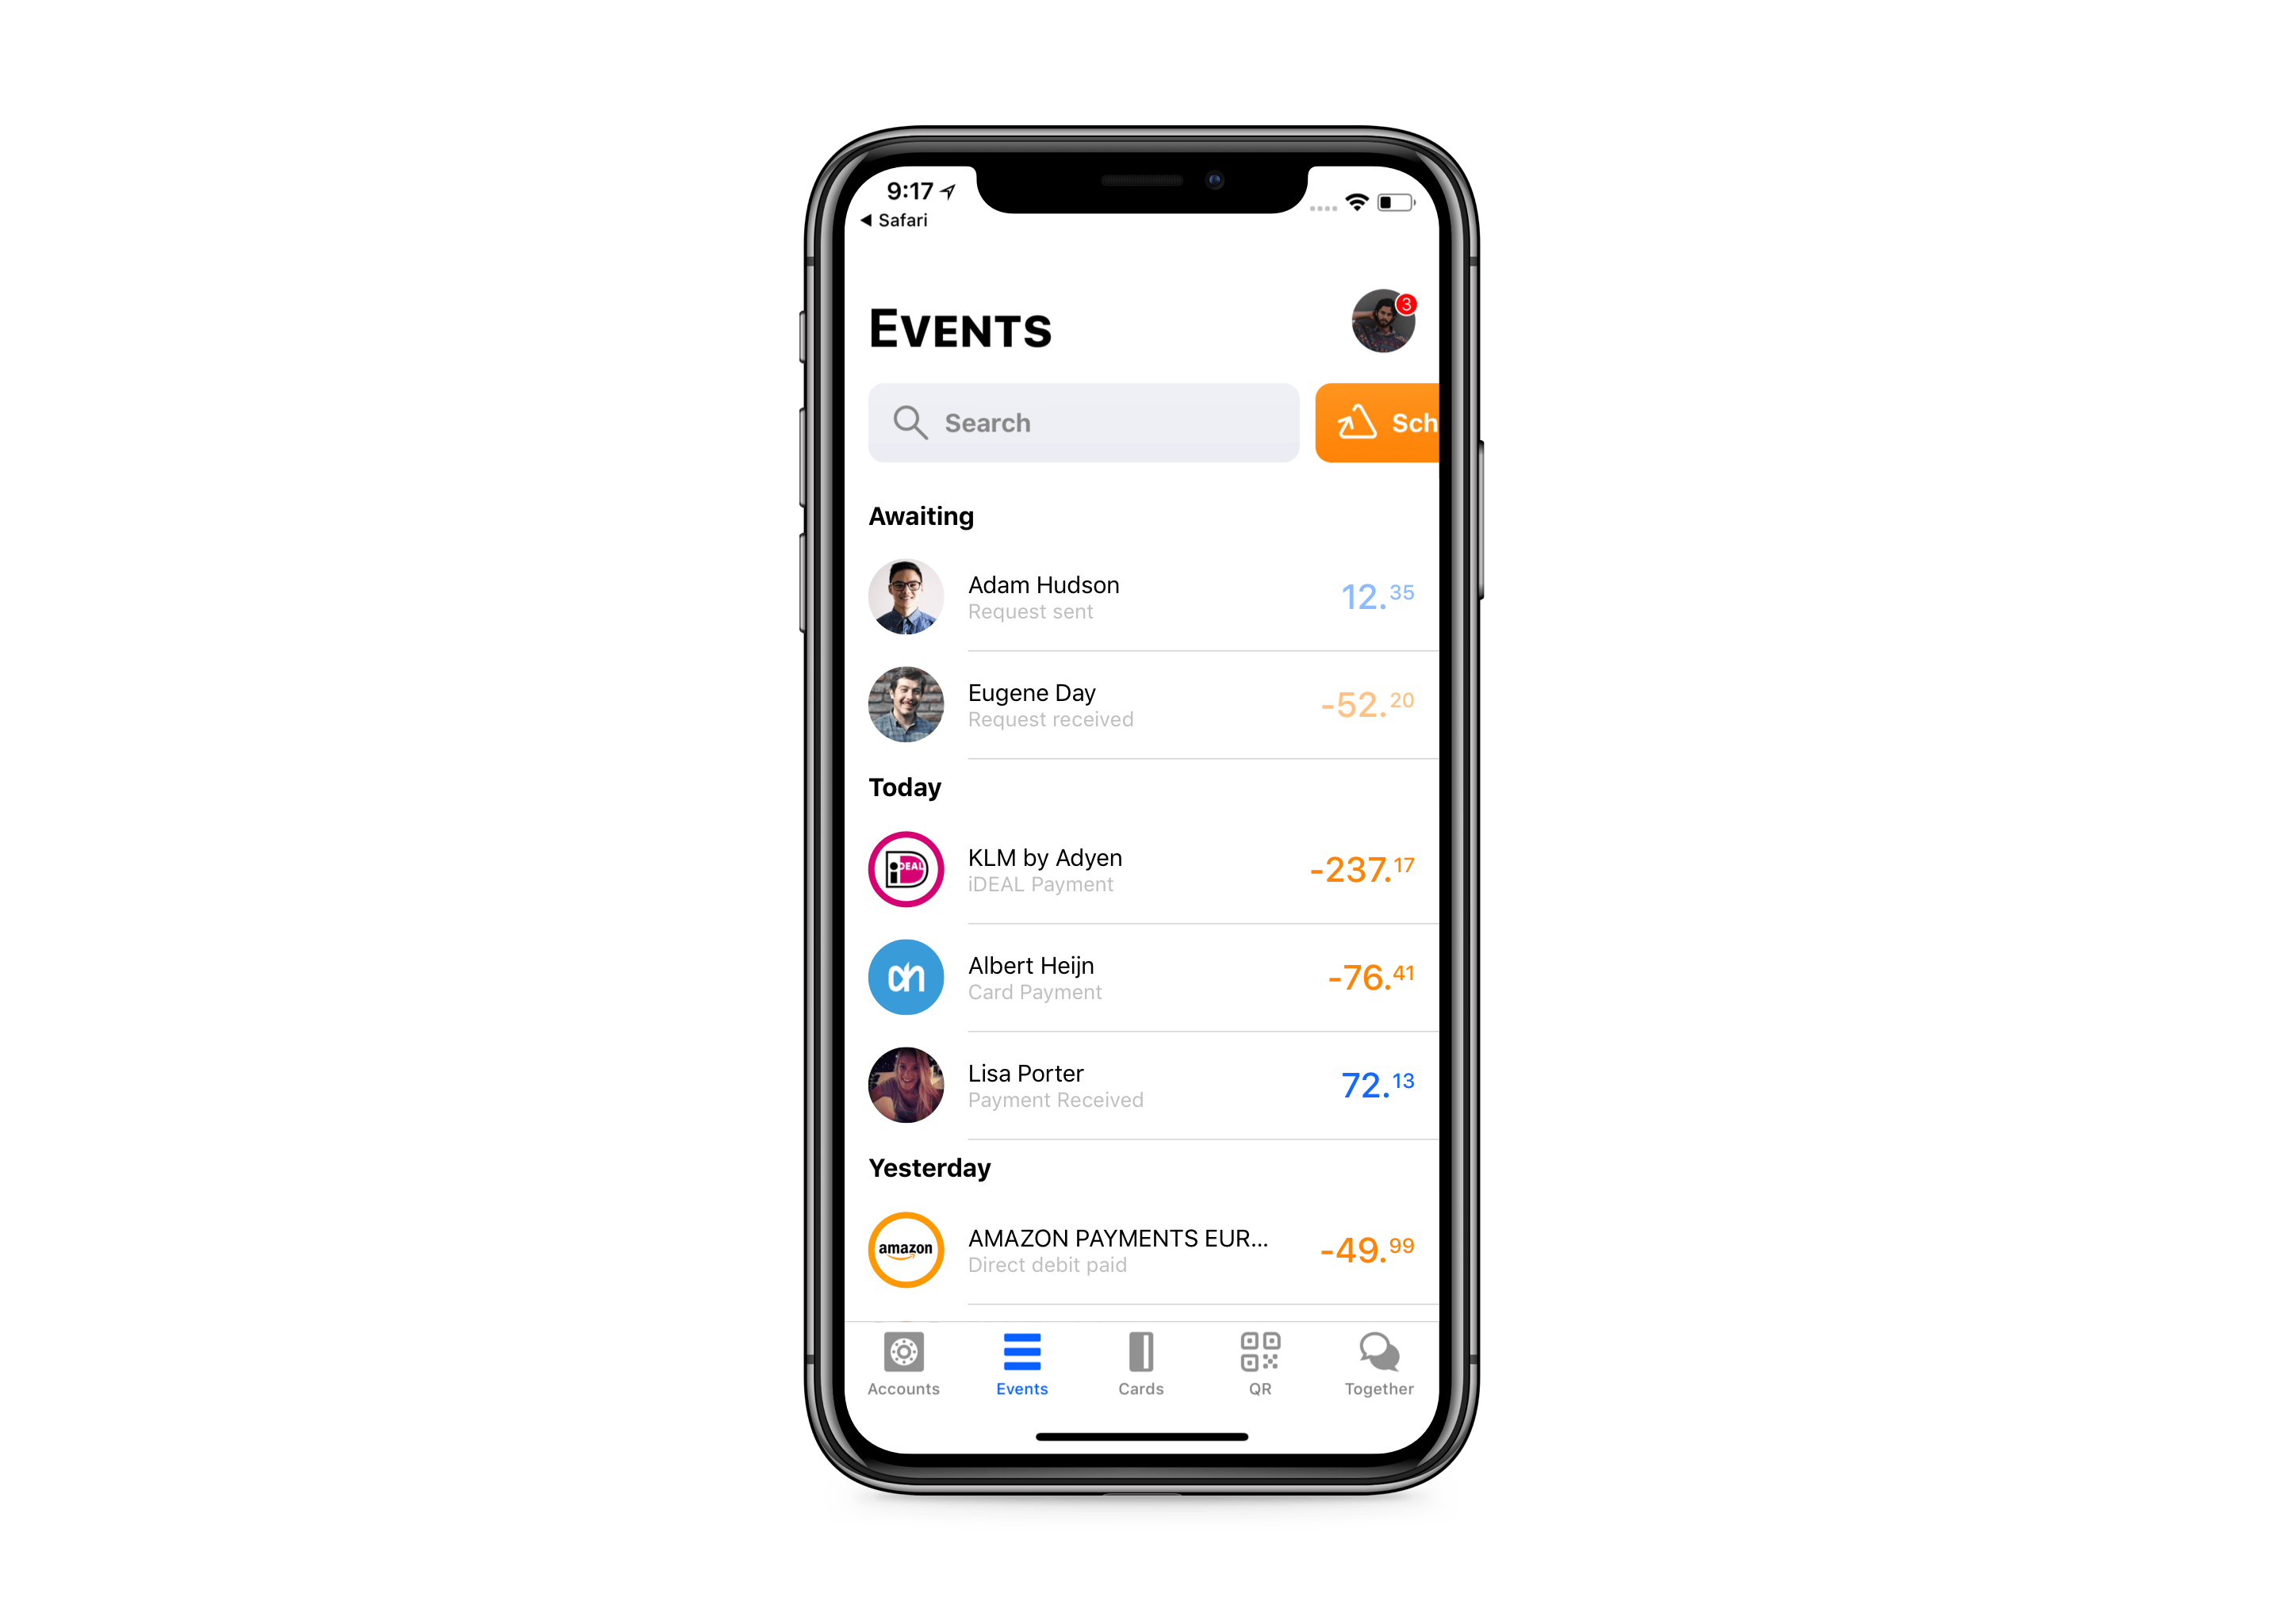 9:17
Safari
EVENTS
3
Search
Sch
Awaiting
Adam Hudson
Request sent
12.35
Eugene Day
Request received
-52.20
Today
iDEAL
KLM by Adyen
iDEAL Payment
-237.17
ah
Albert Heijn
Card Payment
-76.41
Lisa Porter
Payment Received
72.13
Yesterday
amazon
AMAZON PAYMENTS EUR...
Direct debit paid
-49.99
Accounts
Events
Cards
QR
Together